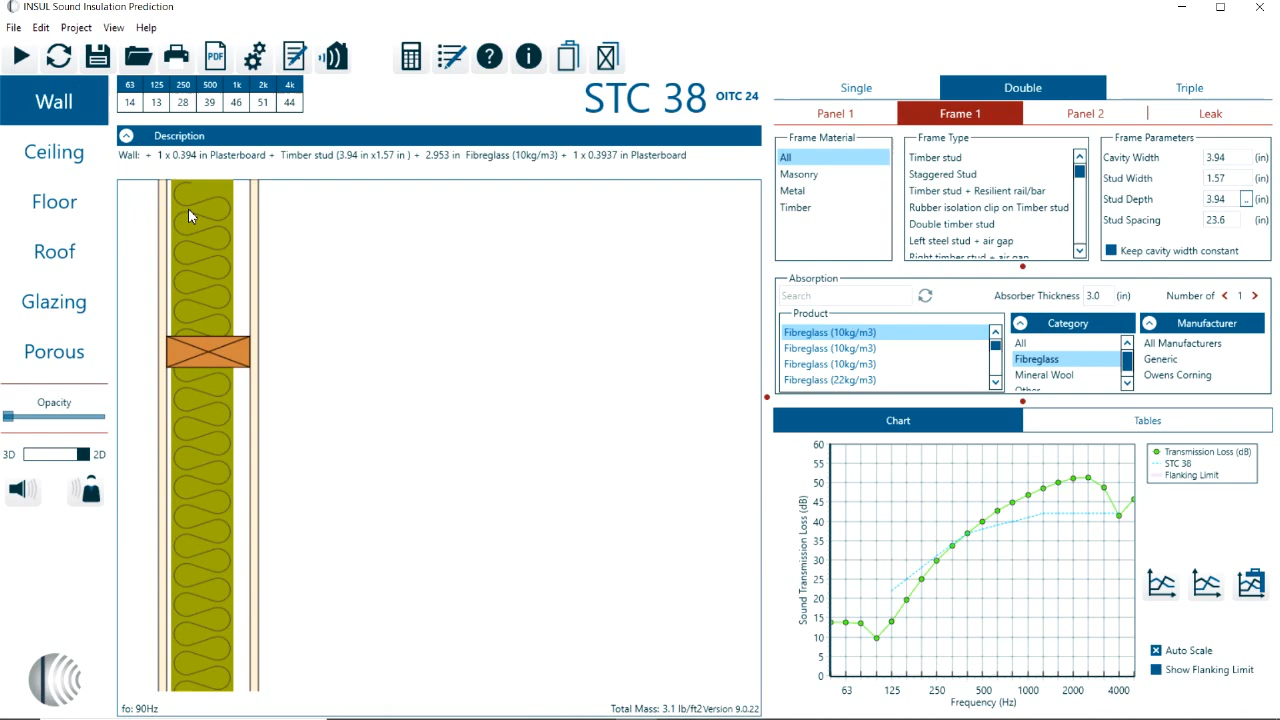 INSUL Sound Insulation Prediction
File Edit Project View Help
PDF
Wall
Ceiling
Floor
Roof
Glazing
Porous
Opacity
3D 2D
63 125 250 500 1k 2k 4k
14 13 28 39 46 51 44
STC 38 OITC 24
Description
Wall: + 1 x 0.394 in Plasterboard + Timber stud (3.94 in x1.57 in ) + 2.953 in Fibreglass (10kg/m3) + 1 x 0.3937 in Plasterboard
fo: 90Hz Total Mass: 3.1 lb/ft2 Version 9.0.22
Single Double Triple
Panel 1 Frame 1 Panel 2 Leak
Frame Material
All
Masonry
Metal
Timber
Frame Type
Timber stud
Staggered Stud
Timber stud + Resilient rail/bar
Rubber isolation clip on Timber stud
Double timber stud
Left steel stud + air gap
Right timber stud + air gap
Frame Parameters
Cavity Width 3.94 (in)
Stud Width 1.57 (in)
Stud Depth 3.94 .. (in)
Stud Spacing 23.6 (in)
Keep cavity width constant
Absorption
Search Absorber Thickness 3.0 (in) Number of < 1 >
Product
Fibreglass (10kg/m3)
Fibreglass (10kg/m3)
Fibreglass (10kg/m3)
Fibreglass (22kg/m3)
Category
All
Fibreglass
Mineral Wool
Other
Manufacturer
All Manufacturers
Generic
Owens Corning
Chart Tables
Sound Transmission Loss (dB)
60
55
50
45
40
35
30
25
20
15
10
5
0
63 125 250 500 1000 2000 4000
Frequency (Hz)
Transmission Loss (dB)
STC 38
Flanking Limit
Auto Scale
Show Flanking Limit